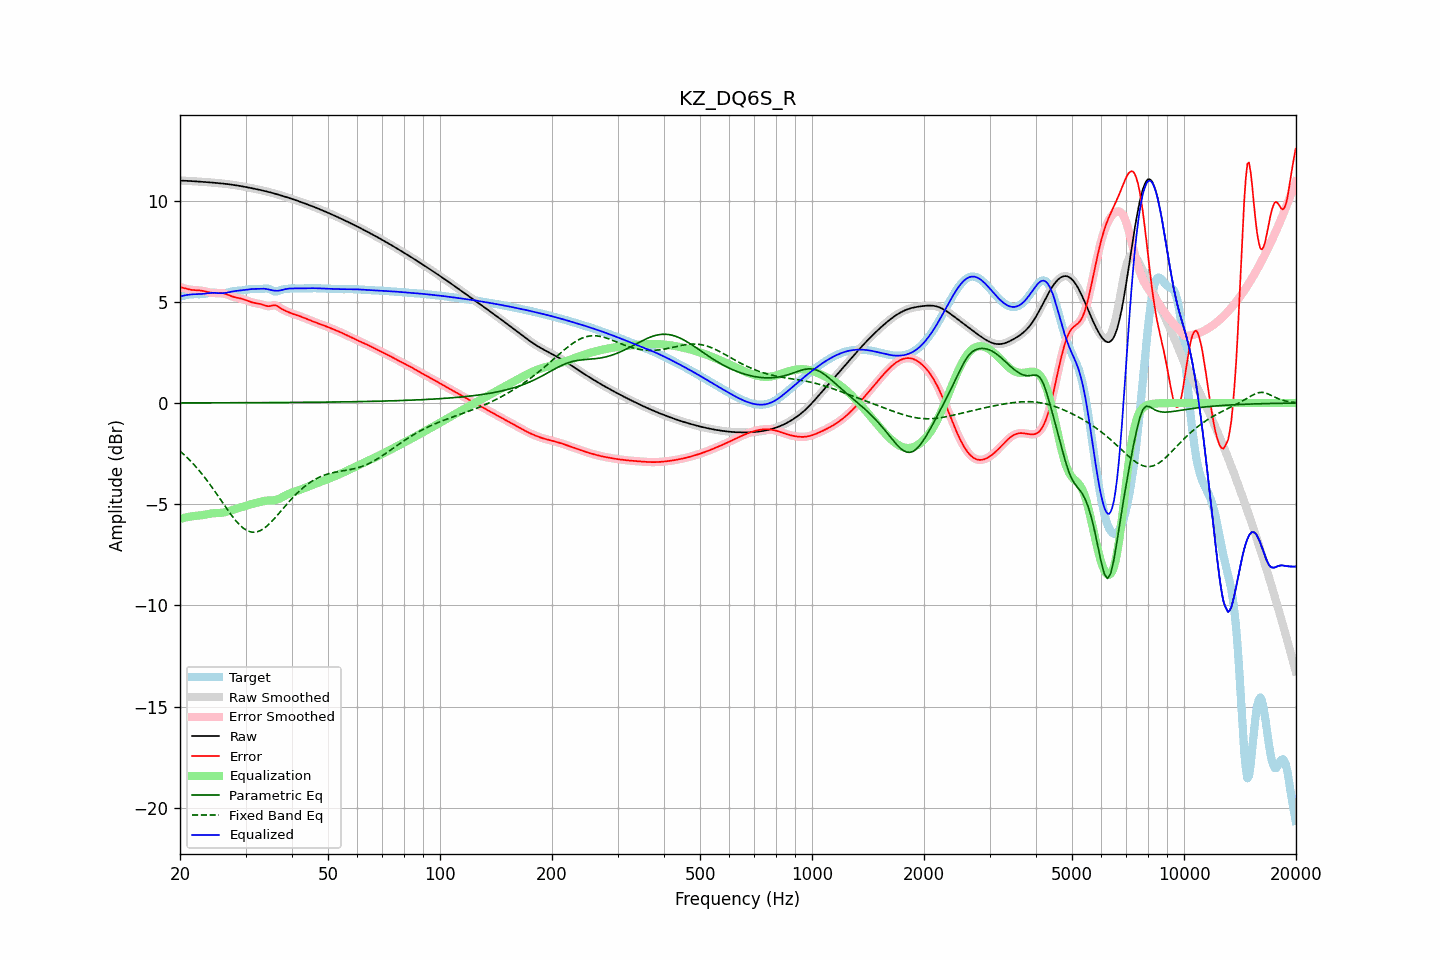 KZ_DQ6S_R
Amplitude (dBr)
10
5
0
−5
−10
−15
−20
Target
Raw Smoothed
Error Smoothed
Raw
Error
Equalization
Parametric Eq
Fixed Band Eq
Equalized
20 50 100 200 500 1000 2000 5000 10000 20000
Frequency (Hz)